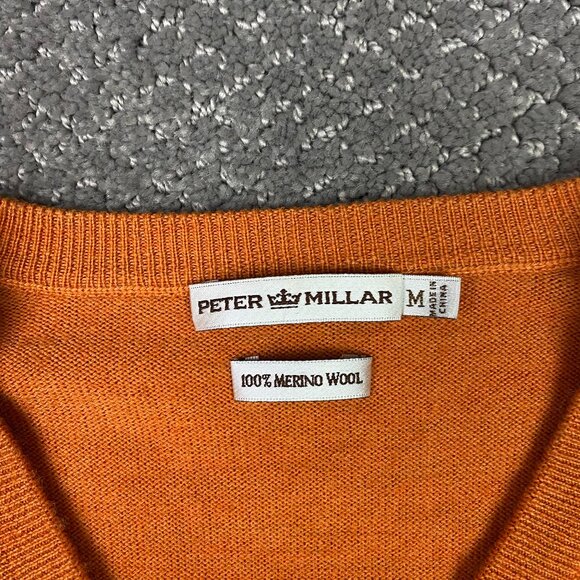 PETER MILLAR
M
MADE IN
CHINA
100% MERINO WOOL